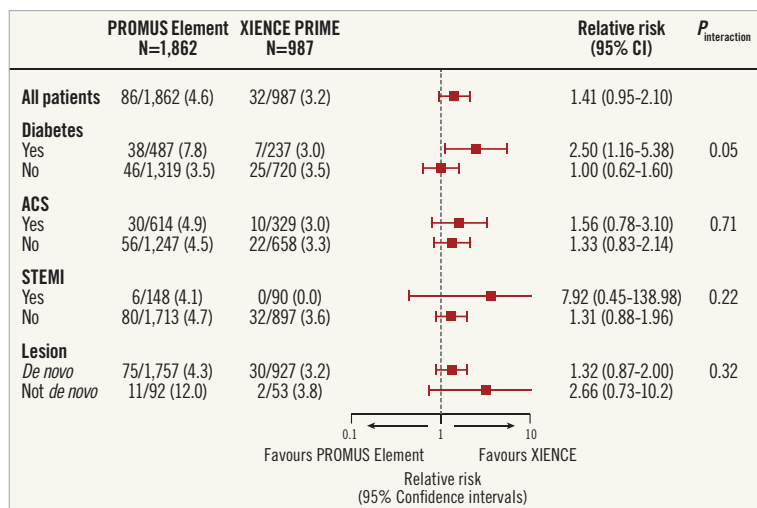 PROMUS Element XIENCE PRIME Relative risk Pinteraction
N=1,862 N=987 (95% CI)
All patients 86/1,862 (4.6) 32/987 (3.2) 1.41 (0.95-2.10)
Diabetes
Yes 38/487 (7.8) 7/237 (3.0) 2.50 (1.16-5.38) 0.05
No 46/1,319 (3.5) 25/720 (3.5) 1.00 (0.62-1.60)
ACS
Yes 30/614 (4.9) 10/329 (3.0) 1.56 (0.78-3.10) 0.71
No 56/1,247 (4.5) 22/658 (3.3) 1.33 (0.83-2.14)
STEMI
Yes 6/148 (4.1) 0/90 (0.0) 7.92 (0.45-138.98) 0.22
No 80/1,713 (4.7) 32/897 (3.6) 1.31 (0.88-1.96)
Lesion
De novo 75/1,757 (4.3) 30/927 (3.2) 1.32 (0.87-2.00) 0.32
Not de novo 11/92 (12.0) 2/53 (3.8) 2.66 (0.73-10.2)
0.1 1 10
Favours PROMUS Element Favours XIENCE
Relative risk
(95% Confidence intervals)